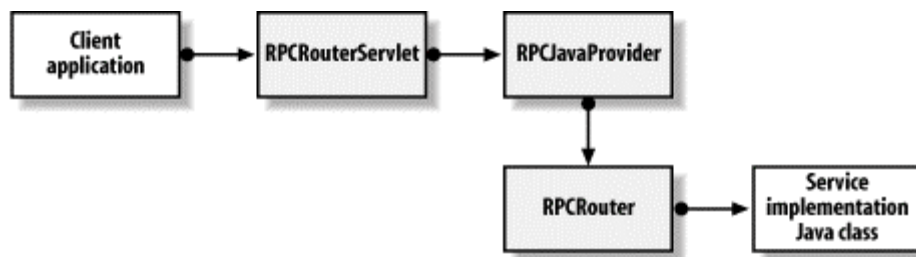 Client
application
RPCRouterServlet
RPCJavaProvider
RPCRouter
Service
implementation
Java class